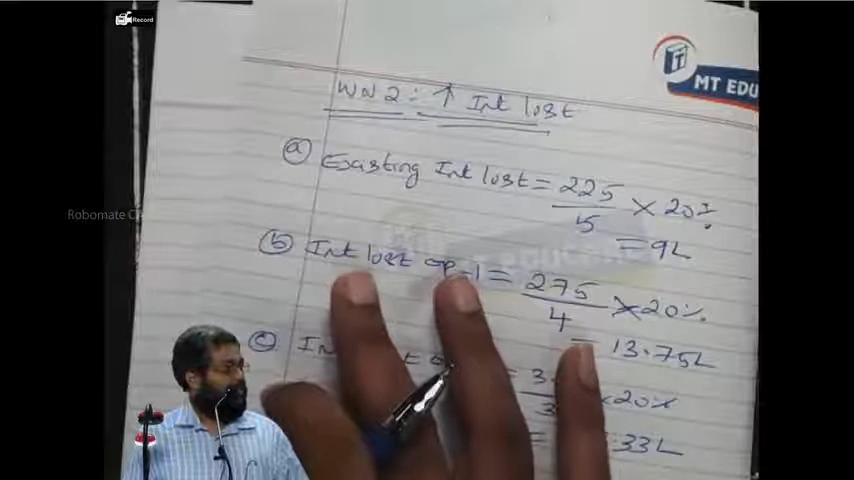 Record
MT EDU
WN 2 : ↑ Int lost
(a) Existing Int lost = 225/5 × 20%
= 9L
Robomate
(b) Int lost op-1 = 275/4 × 20%
= 13.75L
(c)
× 20%
= .33L